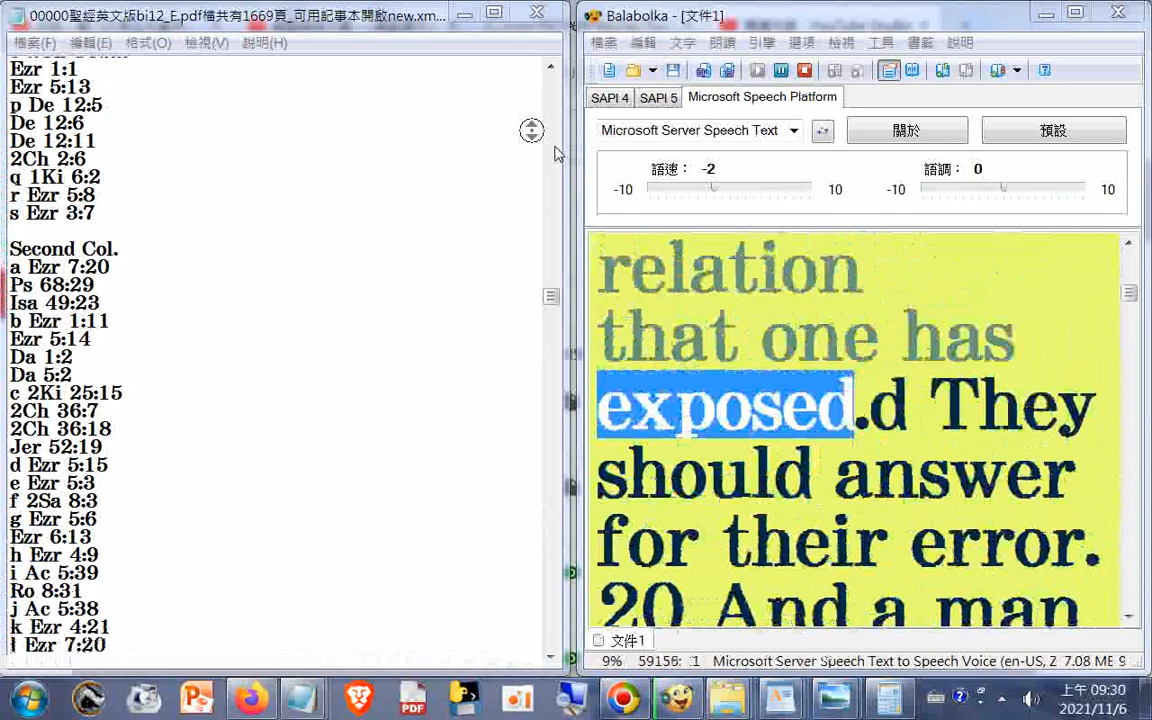 00000聖經英文版bi12_E.pdf檔共有1669頁_可用記事本開啟new.xm...
檔案(F) 編輯(E) 格式(O) 檢視(V) 說明(H)
Ezr 1:1
Ezr 5:13
p De 12:5
De 12:6
De 12:11
2Ch 2:6
q 1Ki 6:2
r Ezr 5:8
s Ezr 3:7
Second Col.
a Ezr 7:20
Ps 68:29
Isa 49:23
b Ezr 1:11
Ezr 5:14
Da 1:2
Da 5:2
c 2Ki 25:15
2Ch 36:7
2Ch 36:18
Jer 52:19
d Ezr 5:15
e Ezr 5:3
f 2Sa 8:3
g Ezr 5:6
Ezr 6:13
h Ezr 4:9
i Ac 5:39
Ro 8:31
j Ac 5:38
k Ezr 4:21
l Ezr 7:20
Balabolka - [文件1]
檔案 編輯 文字 朗讀 引擎 選項 檢視 工具 書籤 說明
SAPI 4 SAPI 5 Microsoft Speech Platform
Microsoft Server Speech Text 關於 預設
語速： -2 語調： 0
-10 10 -10 10
relation
that one has
exposed.d They
should answer
for their error.
20 And a man
文件1
9% 59156: 1 Microsoft Server Speech Text to Speech Voice (en-US, Z 7.08 ME 9
上午 09:30
2021/11/6